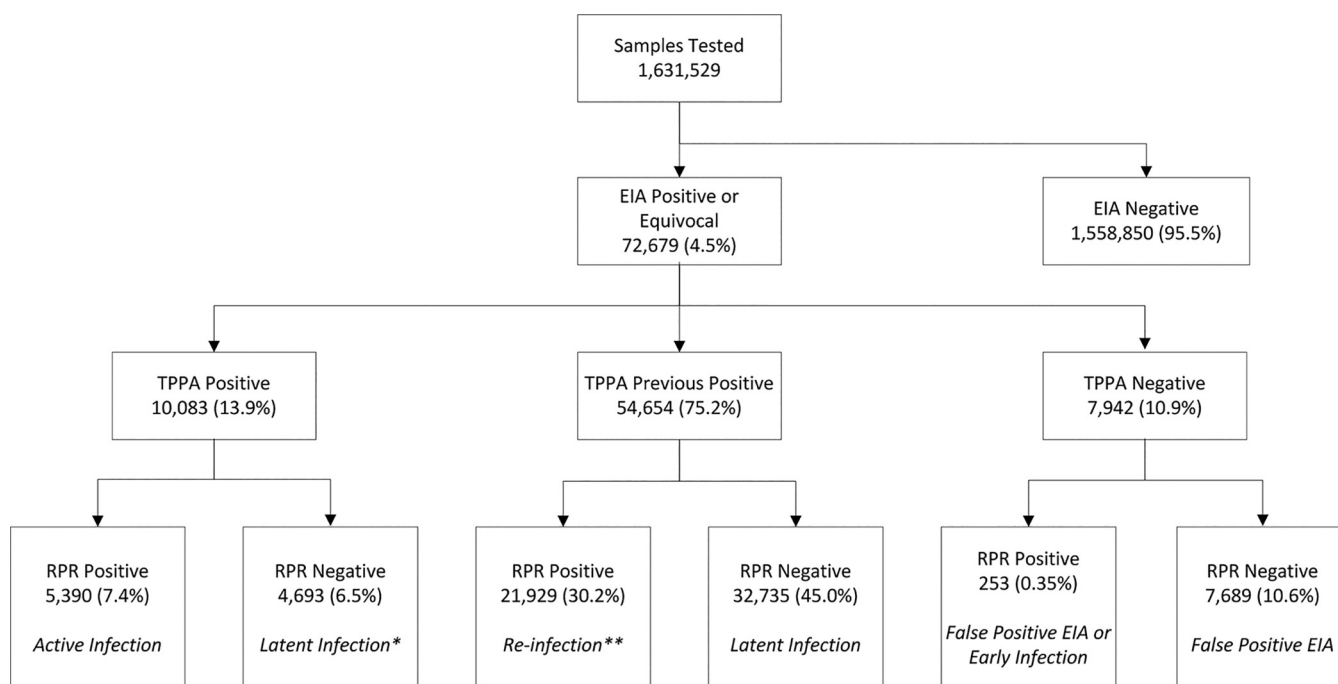 Samples Tested
1,631,529
EIA Positive or
Equivocal
72,679 (4.5%)
EIA Negative
1,558,850 (95.5%)
TPPA Positive
10,083 (13.9%)
TPPA Previous Positive
54,654 (75.2%)
TPPA Negative
7,942 (10.9%)
RPR Positive
5,390 (7.4%)
Active Infection
RPR Negative
4,693 (6.5%)
Latent Infection*
RPR Positive
21,929 (30.2%)
Re-infection**
RPR Negative
32,735 (45.0%)
Latent Infection
RPR Positive
253 (0.35%)
False Positive EIA or
Early Infection
RPR Negative
7,689 (10.6%)
False Positive EIA